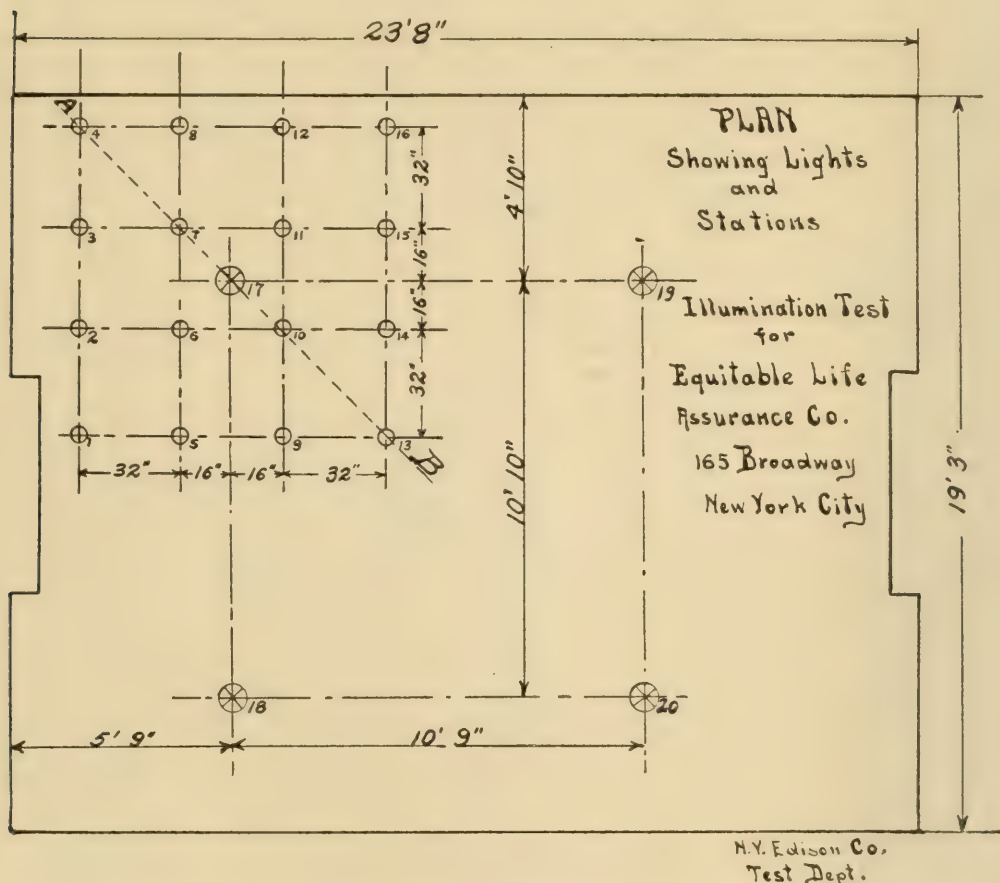 23'8"
A
4 8 12 16
PLAN
Showing Lights
and
Stations
32"
4' 10"
3 7 11 15
16"
17
19
16"
Illumination Test
for
2 6 10 14
Equitable Life
Assurance Co.
32"
1 5 9 13
B
165 Broadway
32" 16" 16" 32"
New York City
10' 10"
19' 3"
18
20
5' 9"
10' 9"
N.Y. Edison Co.
Test Dept.